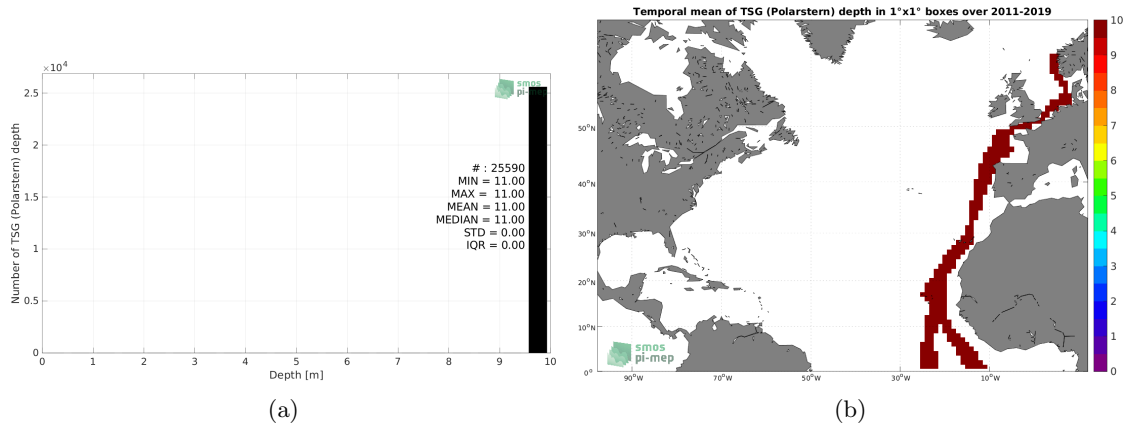 ×10⁴
2.5
2
1.5
1
0.5
0
Number of TSG (Polarstern) depth
smos
pi-mep
# : 25590
MIN = 11.00
MAX = 11.00
MEAN = 11.00
MEDIAN = 11.00
STD = 0.00
IQR = 0.00
0 1 2 3 4 5 6 7 8 9 10
Depth [m]
(a)
Temporal mean of TSG (Polarstern) depth in 1°x1° boxes over 2011-2019
50°N
40°N
30°N
20°N
10°N
0°
90°W 70°W 50°W 30°W 10°W
smos
pi-mep
10
9
8
7
6
5
4
3
2
1
0
(b)